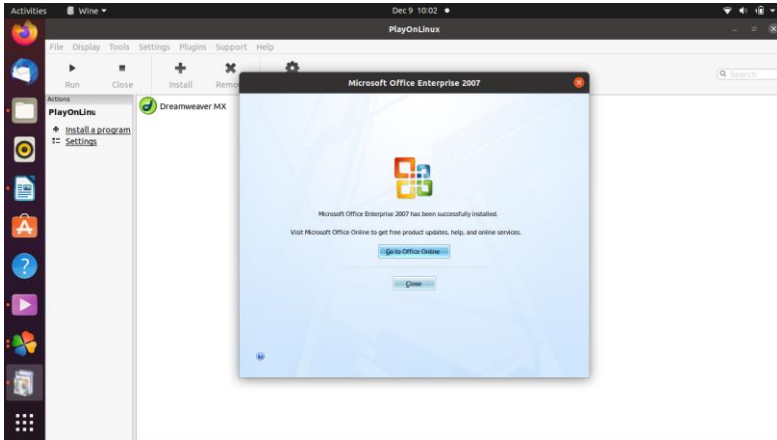 Activities
Wine
Dec 9 10:02
PlayOnLinux
File Display Tools Settings Plugins Support Help
Run Close Install Remo
Search
Microsoft Office Enterprise 2007
Actions
PlayOnLinu
Install a program
Settings
Dreamweaver MX
Microsoft Office Enterprise 2007 has been successfully installed.
Visit Microsoft Office Online to get free product updates, help, and online services.
Go to Office Online
Close